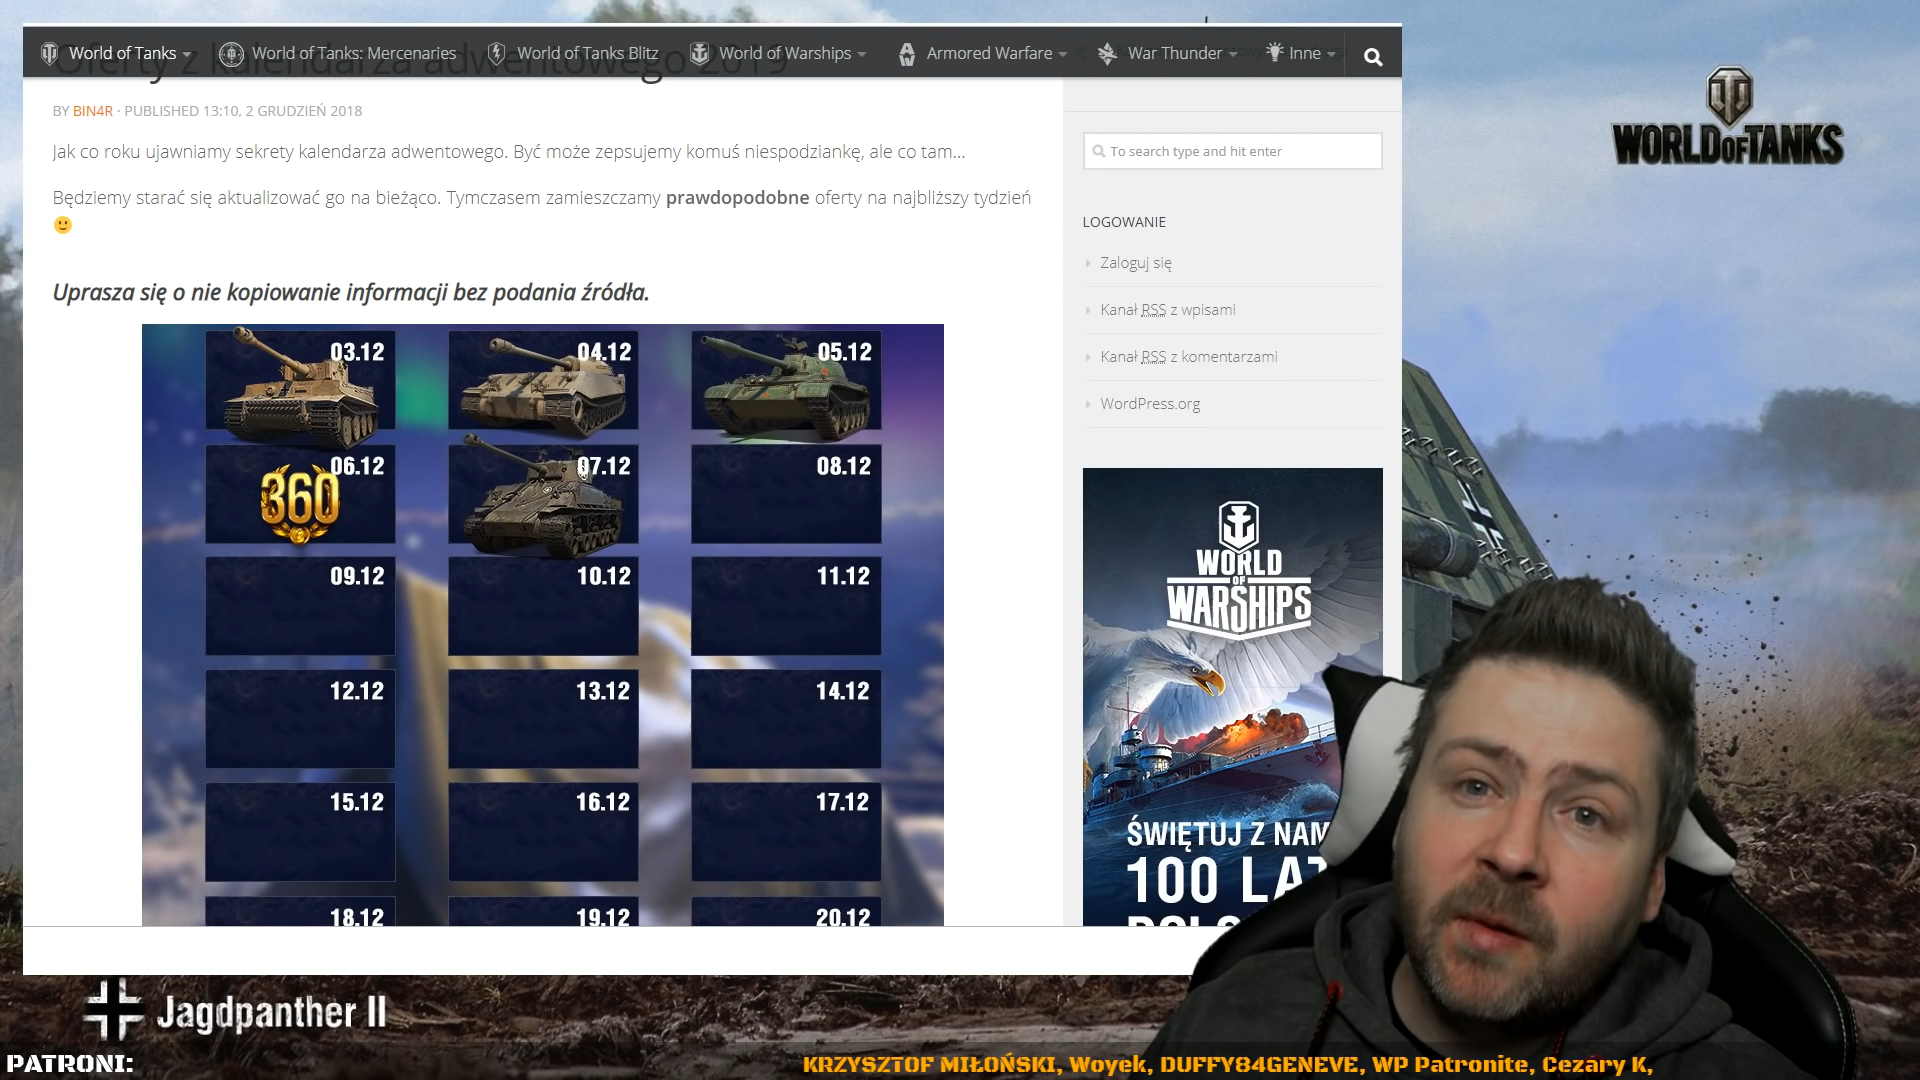 World of Tanks
World of Tanks: Mercenaries
World of Tanks Blitz
World of Warships
Armored Warfare
War Thunder
Inne
Oferty z kalendarza adwentowego 2019
BY BIN4R · PUBLISHED 13:10, 2 GRUDZIEŃ 2018
Jak co roku ujawniamy sekrety kalendarza adwentowego. Być może zepsujemy komuś niespodziankę, ale co tam...
Będziemy starać się aktualizować go na bieżąco. Tymczasem zamieszczamy prawdopodobne oferty na najbliższy tydzień
Uprasza się o nie kopiowanie informacji bez podania źródła.
03.12
04.12
05.12
06.12
360
07.12
08.12
09.12
10.12
11.12
12.12
13.12
14.12
15.12
16.12
17.12
18.12
19.12
20.12
To search type and hit enter
LOGOWANIE
Zaloguj się
Kanał RSS z wpisami
Kanał RSS z komentarzami
WordPress.org
WORLD
OF
WARSHIPS
ŚWIĘTUJ Z NAM
100 LAT
WORLD OF TANKS
Jagdpanther II
PATRONI:
KRZYSZTOF MIŁOŃSKI, Woyek, DUFFY84GENEVE, WP Patronite, Cezáry K,